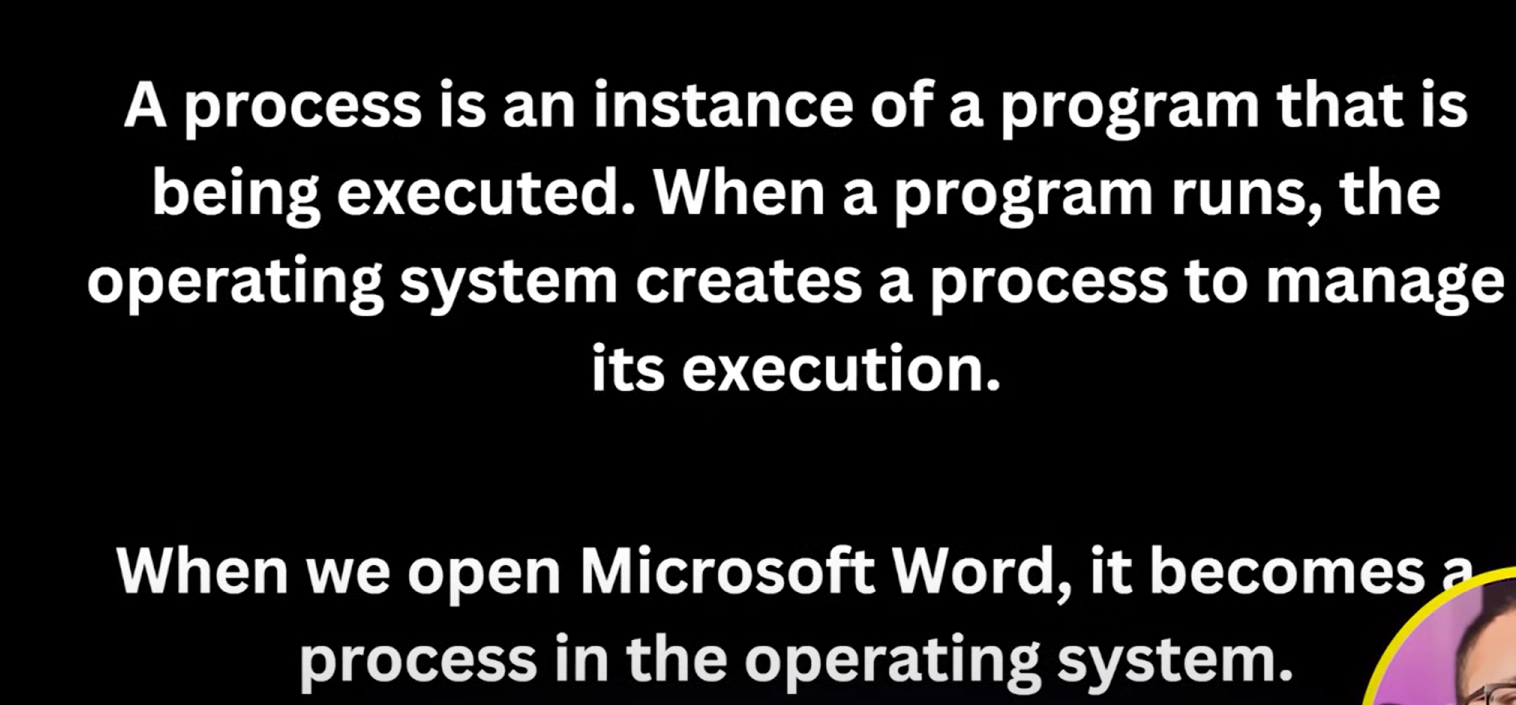 A process is an instance of a program that is
being executed. When a program runs, the
operating system creates a process to manage
its execution.
When we open Microsoft Word, it becomes a
process in the operating system.